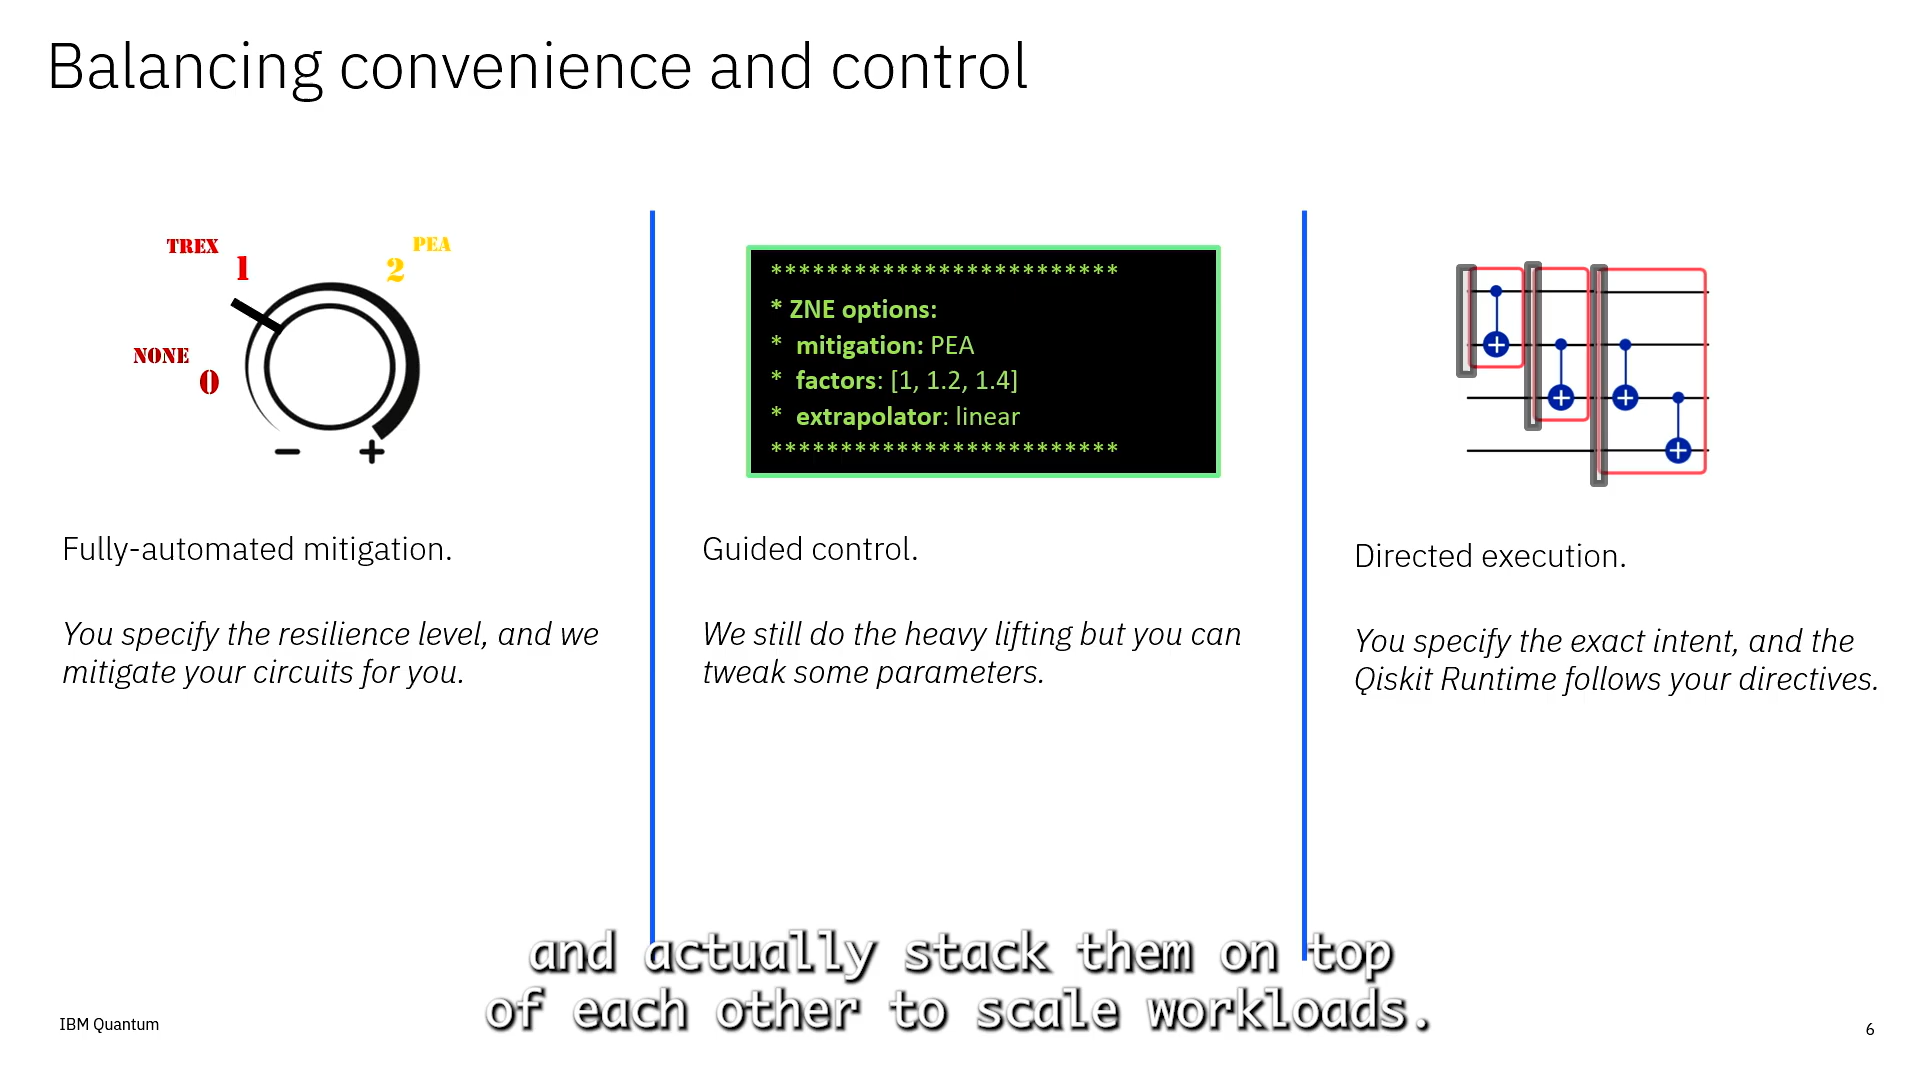 Balancing convenience and control
TREX
1
PEA
2
NONE
0
− +
**************************
* ZNE options:
* mitigation: PEA
* factors: [1, 1.2, 1.4]
* extrapolator: linear
**************************
Fully-automated mitigation.
You specify the resilience level, and we
mitigate your circuits for you.
Guided control.
We still do the heavy lifting but you can
tweak some parameters.
Directed execution.
You specify the exact intent, and the
Qiskit Runtime follows your directives.
and actually stack them on top
of each other to scale workloads.
IBM Quantum
6